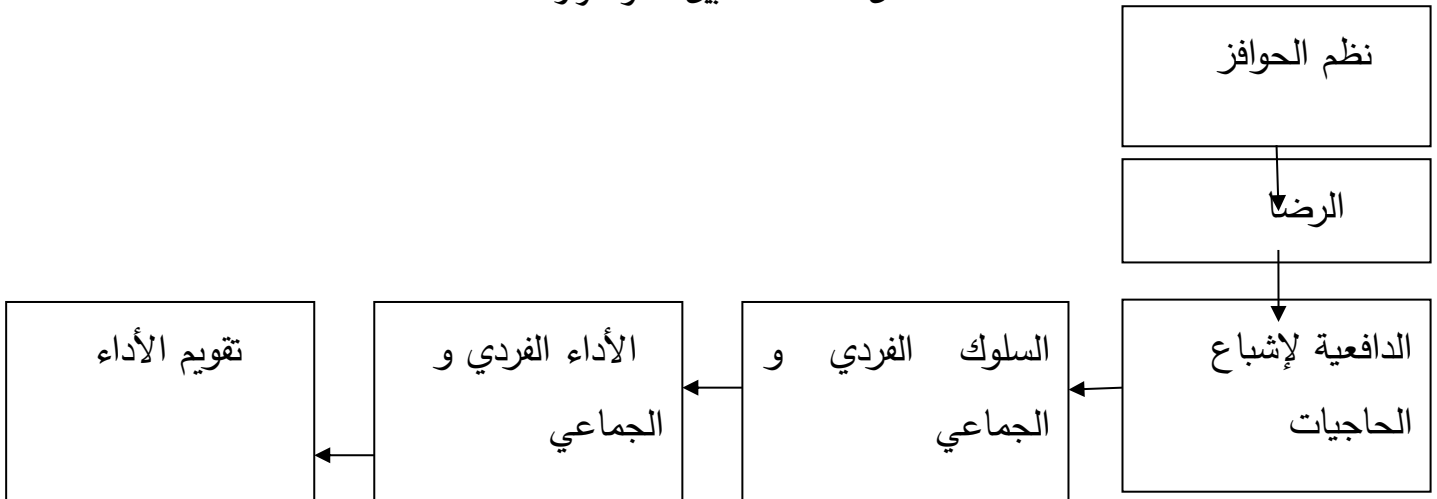 نظم الحوافز
الرضا
الدافعية لإشباع
الحاجيات
السلوك الفردي و
الجماعي
الأداء الفردي و
الجماعي
تقويم الأداء